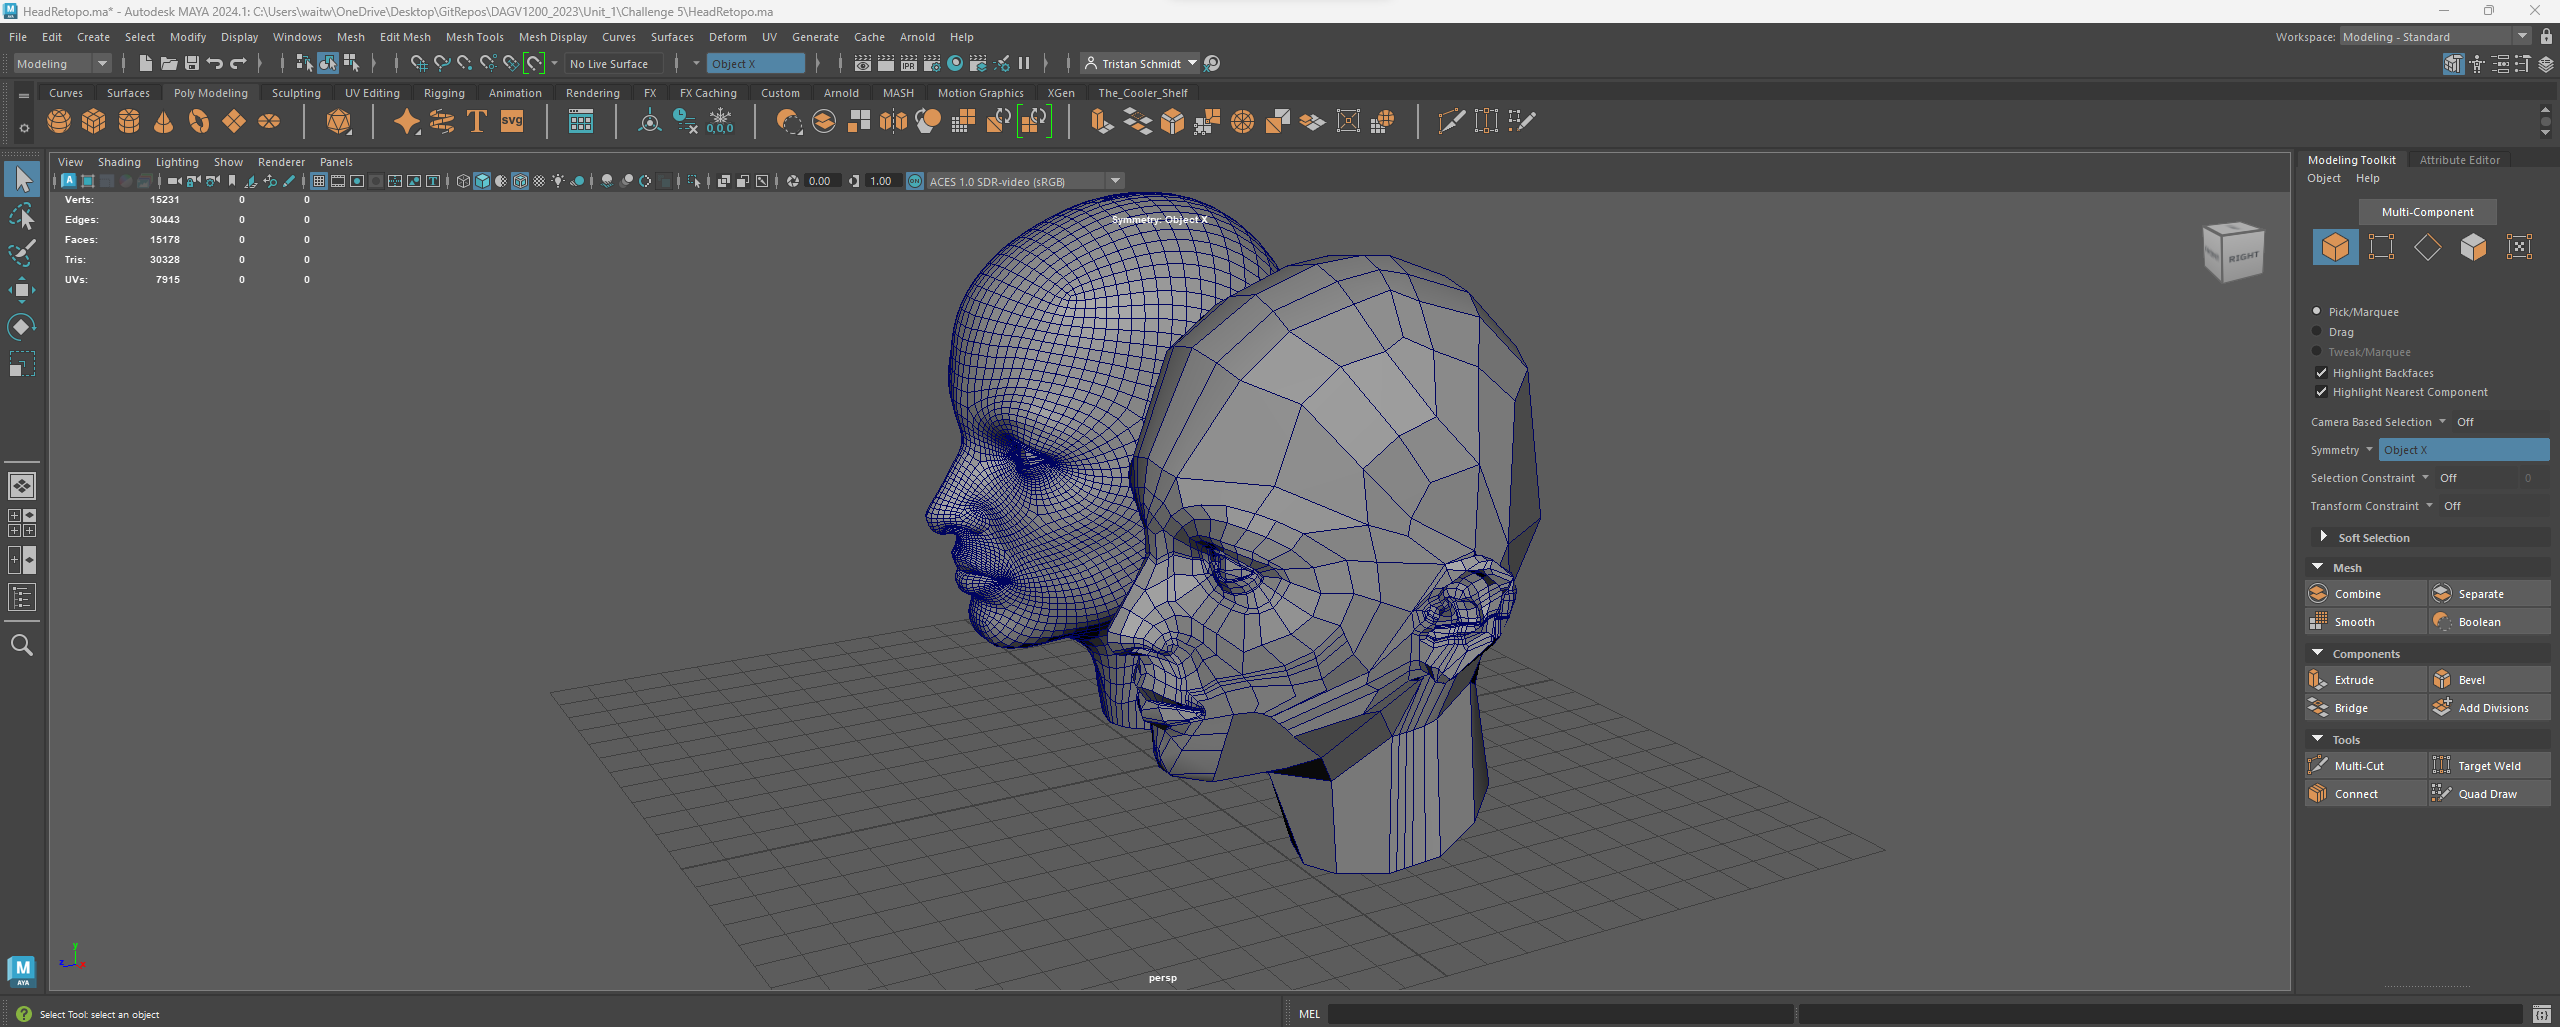 HeadRetopo.ma* - Autodesk MAYA 2024.1: C:\Users\waitw\OneDrive\Desktop\GitRepos\DAGV1200_2023\Unit_1\Challenge 5\HeadRetopo.ma
File Edit Create Select Modify Display Windows Mesh Edit Mesh Mesh Tools Mesh Display Curves Surfaces Deform UV Generate Cache Arnold Help Workspace: Modeling - Standard
Modeling No Live Surface Object X IPR Tristan Schmidt
Curves Surfaces Poly Modeling Sculpting UV Editing Rigging Animation Rendering FX FX Caching Custom Arnold MASH Motion Graphics XGen The_Cooler_Shelf
T SVG 0,0,0
View Shading Lighting Show Renderer Panels
0.00 1.00 ON ACES 1.0 SDR-video (sRGB)
Verts: 15231 0 0
Edges: 30443 0 0
Faces: 15178 0 0
Tris: 30328 0 0
UVs: 7915 0 0
Symmetry: Object X
RIGHT
persp
y
z
x
Modeling Toolkit Attribute Editor
Object Help
Multi-Component
Pick/Marquee
Drag
Tweak/Marquee
Highlight Backfaces
Highlight Nearest Component
Camera Based Selection Off
Symmetry Object X
Selection Constraint Off 0
Transform Constraint Off
Soft Selection
Mesh
Combine Separate
Smooth Boolean
Components
Extrude Bevel
Bridge Add Divisions
Tools
Multi-Cut Target Weld
Connect Quad Draw
M
AYA
Select Tool: select an object
MEL